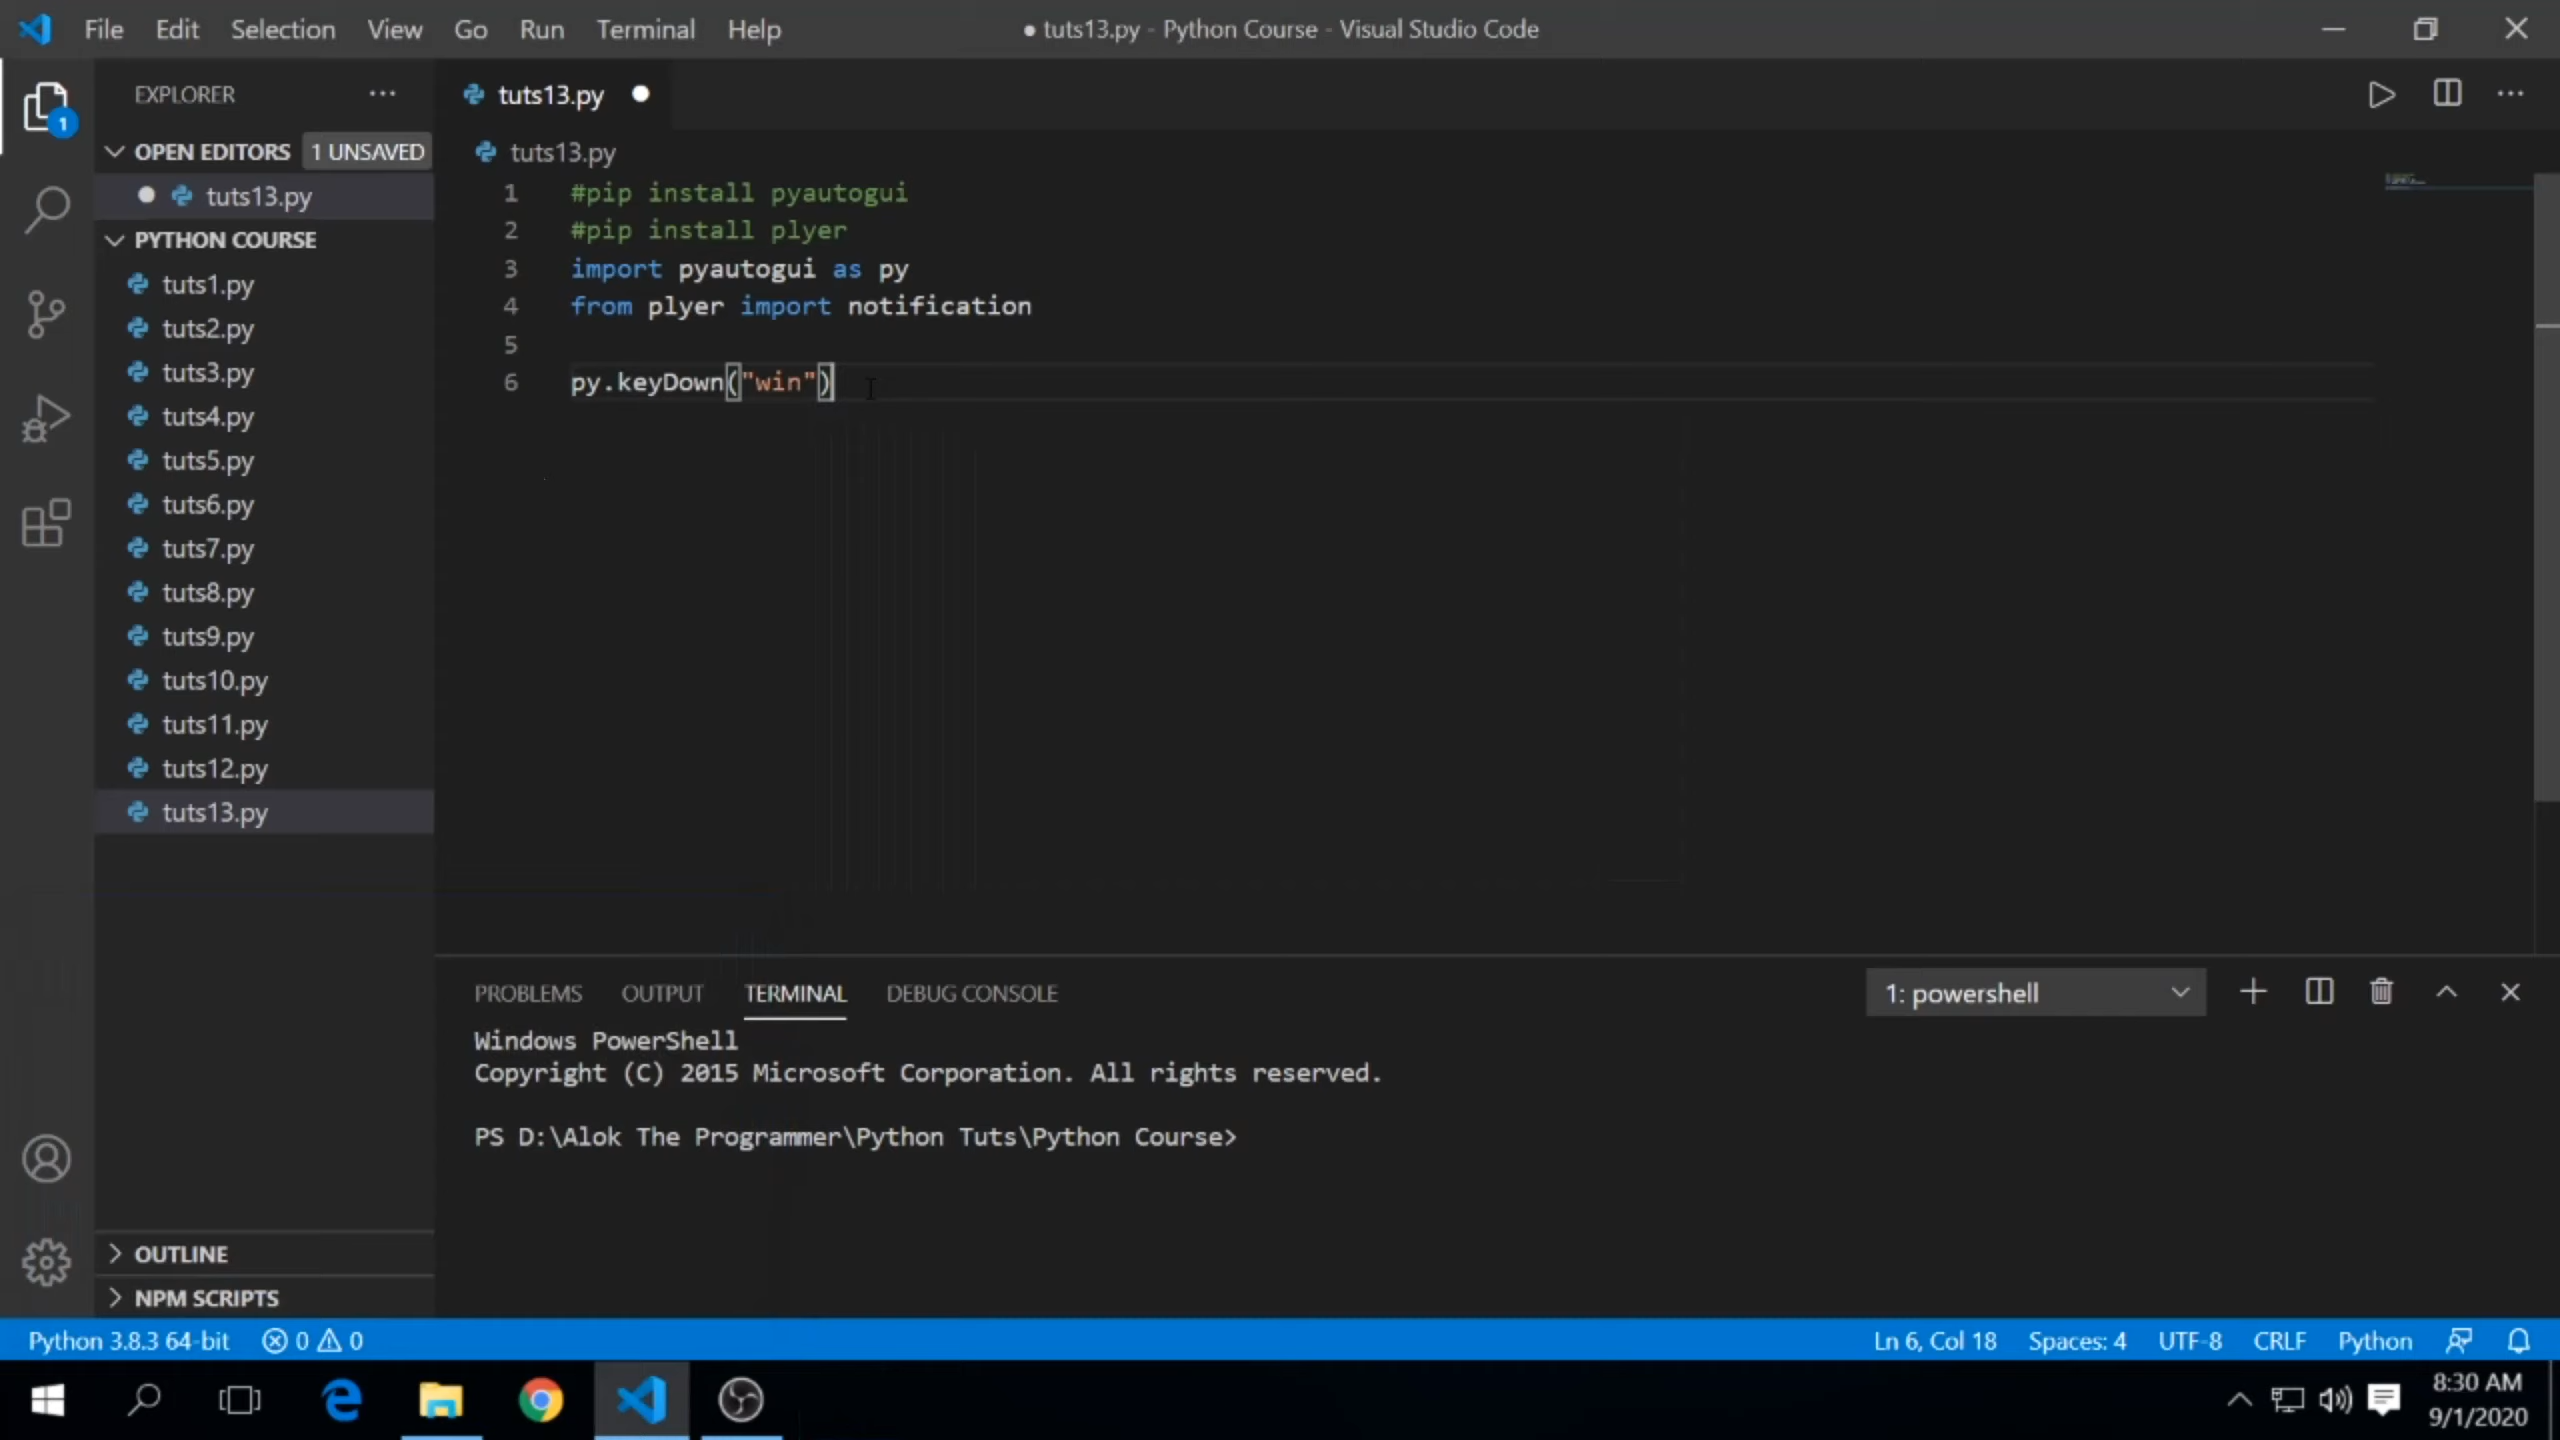 File Edit Selection View Go Run Terminal Help
● tuts13.py - Python Course - Visual Studio Code
EXPLORER
1
OPEN EDITORS 1 UNSAVED
tuts13.py
PYTHON COURSE
tuts1.py
tuts2.py
tuts3.py
tuts4.py
tuts5.py
tuts6.py
tuts7.py
tuts8.py
tuts9.py
tuts10.py
tuts11.py
tuts12.py
tuts13.py
OUTLINE
NPM SCRIPTS
tuts13.py
tuts13.py
1 #pip install pyautogui
2 #pip install plyer
3 import pyautogui as py
4 from plyer import notification
5
6 py.keyDown("win")
PROBLEMS OUTPUT TERMINAL DEBUG CONSOLE
1: powershell
Windows PowerShell
Copyright (C) 2015 Microsoft Corporation. All rights reserved.
PS D:\Alok The Programmer\Python Tuts\Python Course>
Python 3.8.3 64-bit 0 0
Ln 6, Col 18 Spaces: 4 UTF-8 CRLF Python
8:30 AM
9/1/2020